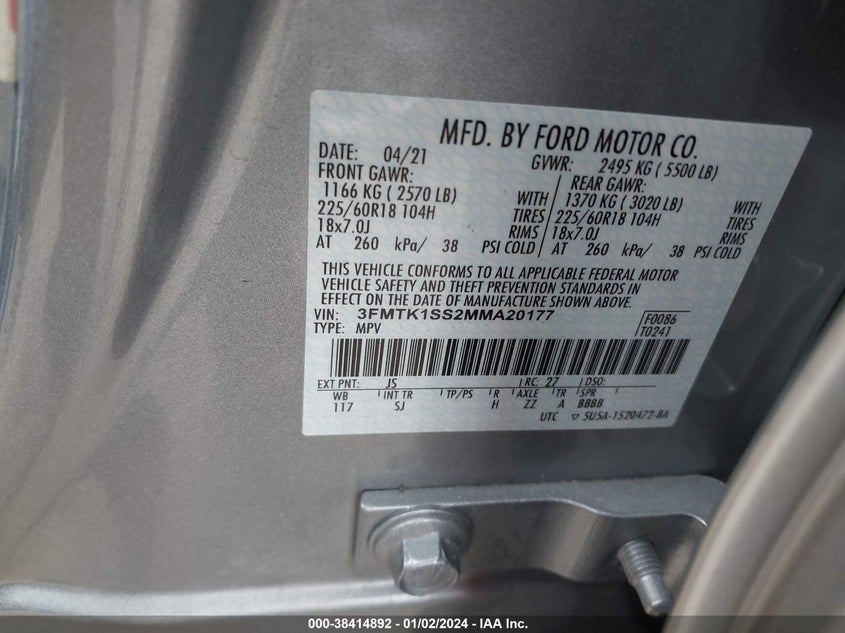 MFD. BY FORD MOTOR CO.
DATE: 04/21 GVWR: 2495 KG ( 5500 LB)
FRONT GAWR: REAR GAWR:
1166 KG ( 2570 LB) WITH 1370 KG ( 3020 LB) WITH
225/60R18 104H TIRES 225/60R18 104H TIRES
18x7.0J RIMS 18x7.0J RIMS
AT 260 kPa/ 38 PSI COLD AT 260 kPa/ 38 PSI COLD
THIS VEHICLE CONFORMS TO ALL APPLICABLE FEDERAL MOTOR
VEHICLE SAFETY AND THEFT PREVENTION STANDARDS IN
EFFECT ON THE DATE OF MANUFACTURE SHOWN ABOVE.
VIN: 3FMTK1SS2MMA20177 F0086
TYPE: MPV T0241
EXT PNT: JS RC: 27 DSO:
WB INT TR TP/PS R AXLE TR SPR
117 SJ H ZZ A BBBB
UTC ▽ 5USA-1520472-BA
000-38414892 - 01/02/2024 - IAA Inc.